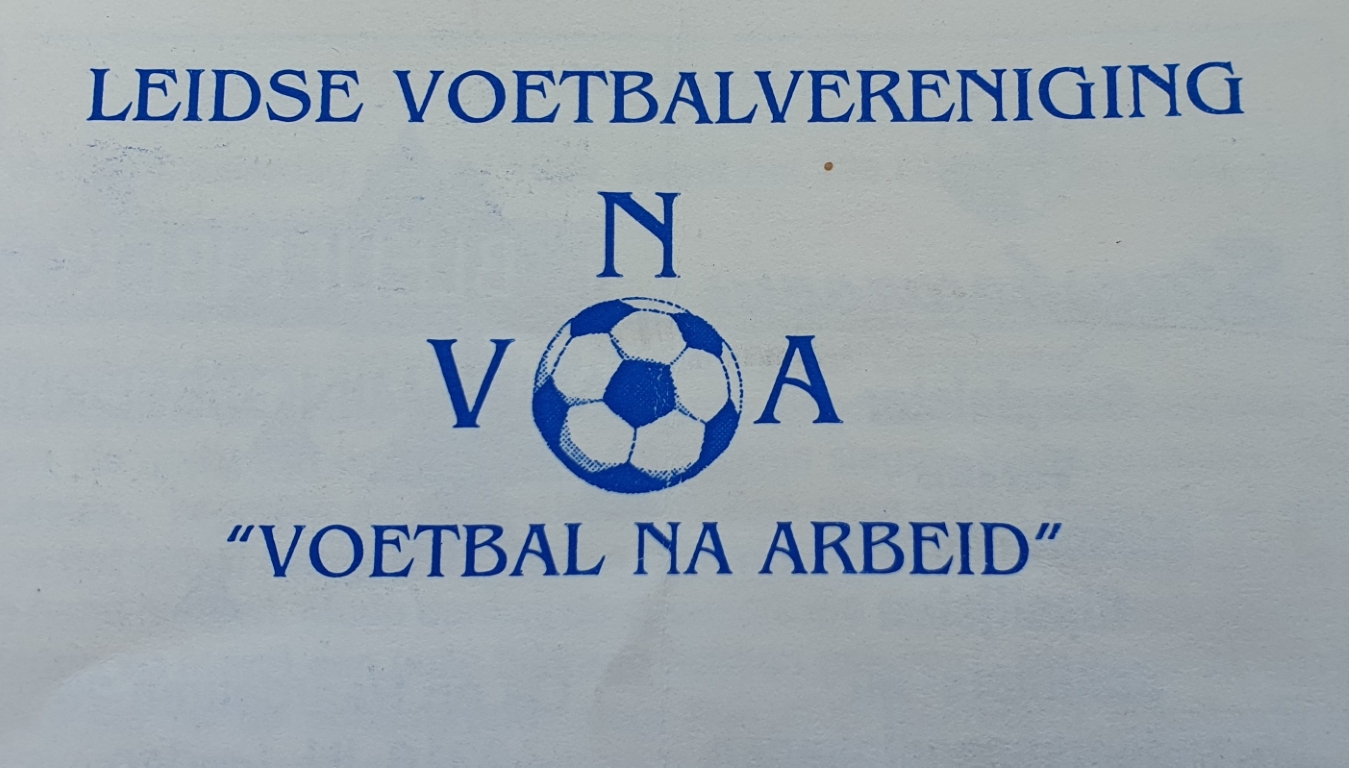 LEIDSE VOETBALVERENIGING
N
V A
"VOETBAL NA ARBEID"